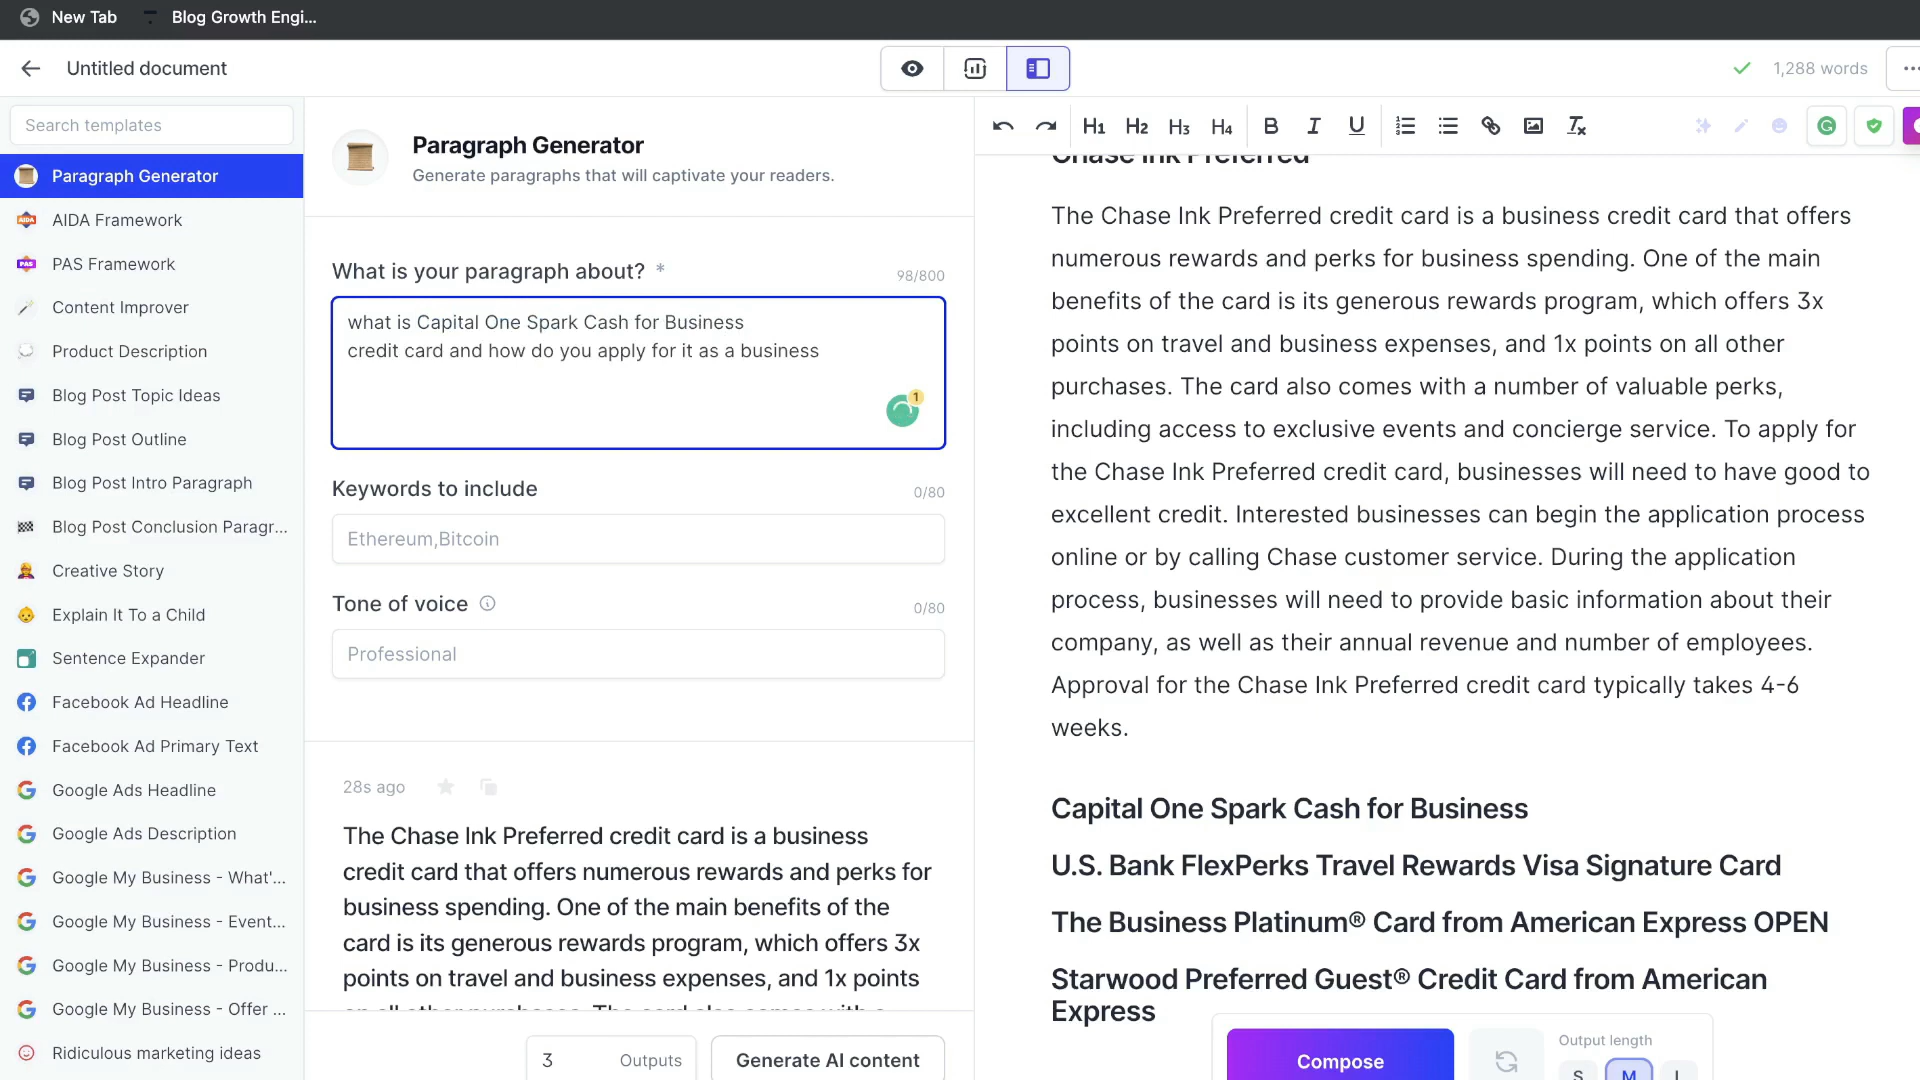 New Tab
Blog Growth Engi...
Untitled document
1,288 words
Search templates
Paragraph Generator
AIDA Framework
PAS Framework
Content Improver
Product Description
Blog Post Topic Ideas
Blog Post Outline
Blog Post Intro Paragraph
Blog Post Conclusion Paragr...
Creative Story
Explain It To a Child
Sentence Expander
Facebook Ad Headline
Facebook Ad Primary Text
Google Ads Headline
Google Ads Description
Google My Business - What'...
Google My Business - Event...
Google My Business - Produ...
Google My Business - Offer ...
Ridiculous marketing ideas
Paragraph Generator
Generate paragraphs that will captivate your readers.
What is your paragraph about? *
98/800
what is Capital One Spark Cash for Business
credit card and how do you apply for it as a business
1
Keywords to include
0/80
Ethereum,Bitcoin
Tone of voice
0/80
Professional
28s ago
The Chase Ink Preferred credit card is a business
credit card that offers numerous rewards and perks for
business spending. One of the main benefits of the
card is its generous rewards program, which offers 3x
points on travel and business expenses, and 1x points
on all other purchases. The card also comes with a
3 Outputs
Generate AI content
H1 H2 H3 H4 B I U
Chase Ink Preferred
The Chase Ink Preferred credit card is a business credit card that offers
numerous rewards and perks for business spending. One of the main
benefits of the card is its generous rewards program, which offers 3x
points on travel and business expenses, and 1x points on all other
purchases. The card also comes with a number of valuable perks,
including access to exclusive events and concierge service. To apply for
the Chase Ink Preferred credit card, businesses will need to have good to
excellent credit. Interested businesses can begin the application process
online or by calling Chase customer service. During the application
process, businesses will need to provide basic information about their
company, as well as their annual revenue and number of employees.
Approval for the Chase Ink Preferred credit card typically takes 4-6
weeks.
Capital One Spark Cash for Business
U.S. Bank FlexPerks Travel Rewards Visa Signature Card
The Business Platinum® Card from American Express OPEN
Starwood Preferred Guest® Credit Card from American
Express
Compose
Output length
S M L